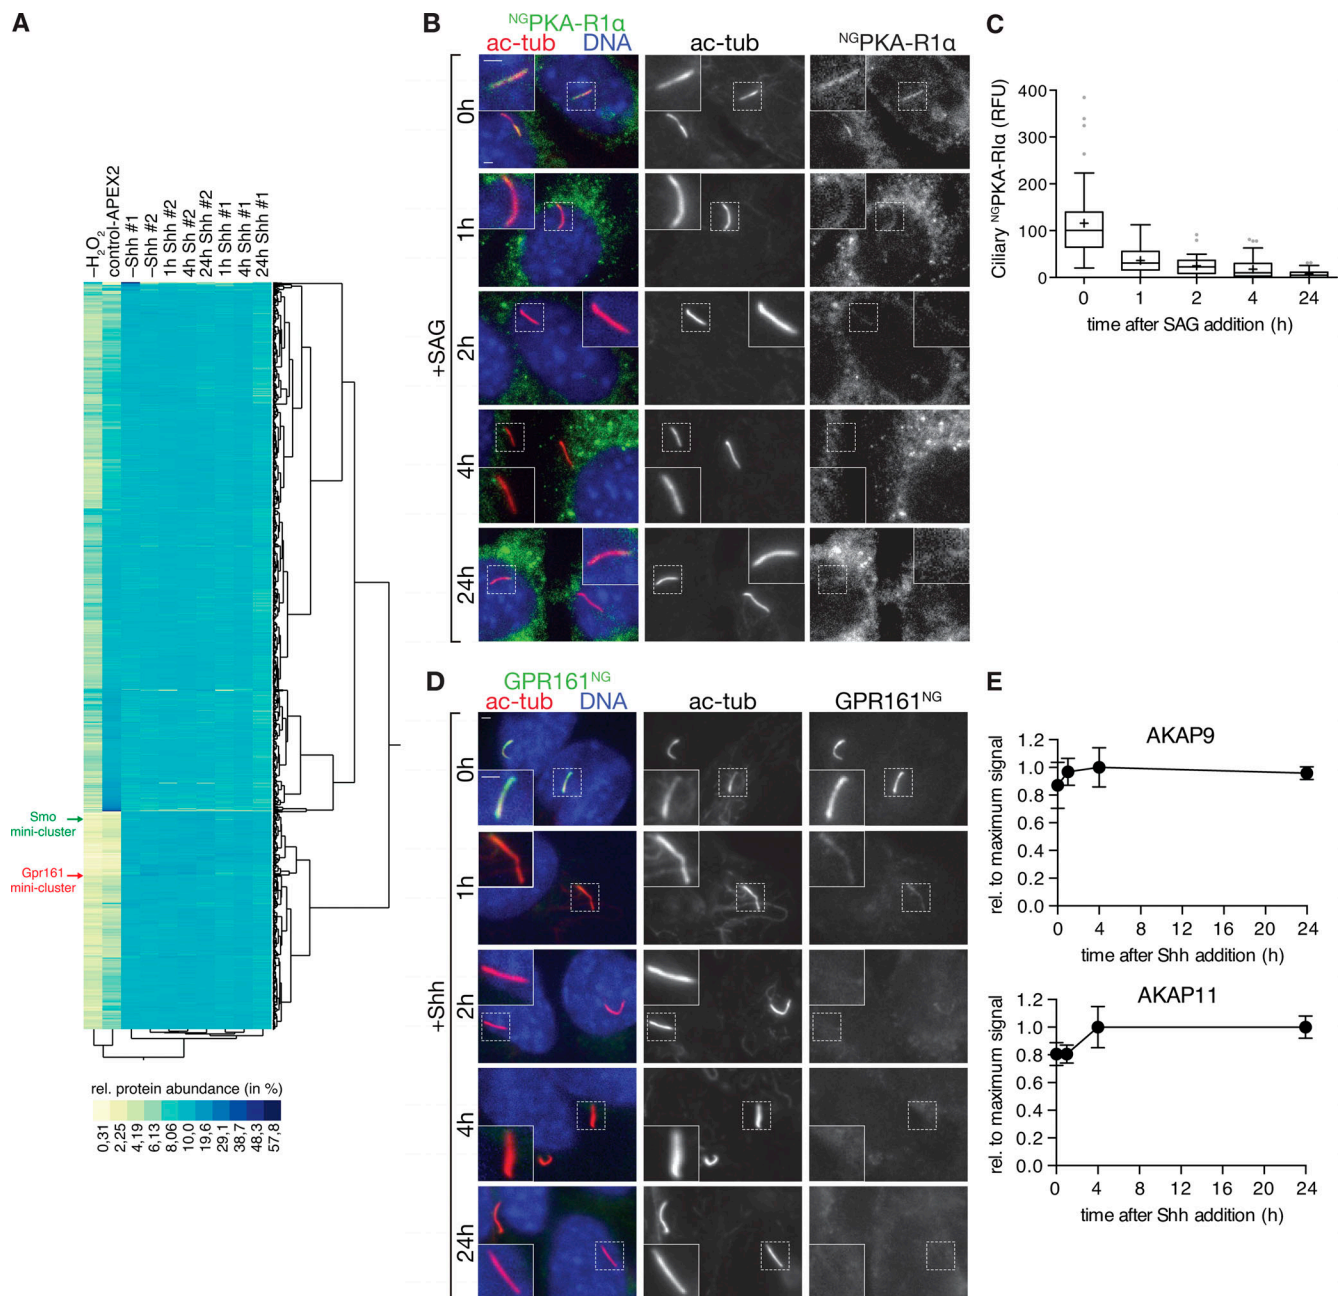 A
–H2O2
control-APEX2
–Shh #1
–Shh #2
1h Shh #2
4h Sh #2
24h Shh #2
1h Shh #1
4h Shh #1
24h Shh #1
Smo
mini-cluster
Gpr161
mini-cluster
rel. protein abundance (in %)
0,31
2,25
4,19
6,13
8,06
10,0
19,6
29,1
38,7
48,3
57,8
B
NGPKA-R1α
ac-tub DNA
ac-tub
NGPKA-R1α
+SAG
0h
1h
2h
4h
24h
C
Ciliary NGPKA-RIα (RFU)
400
300
200
100
0
0 1 2 4 24
time after SAG addition (h)
D
GPR161NG
ac-tub DNA
ac-tub
GPR161NG
+Shh
0h
1h
2h
4h
24h
E
AKAP9
rel. to maximum signal
1.2
1.0
0.8
1.0
0.4
0.2
0.0
0 4 8 12 16 20 24
time after Shh addition (h)
AKAP11
rel. to maximum signal
1.2
1.0
0.8
0.6
0.4
0.2
0.0
0 4 8 12 16 20 24
time after Shh addition (h)